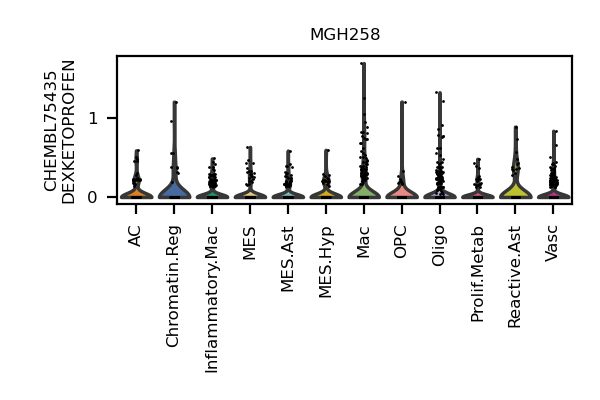 MGH258
CHEMBL75435
DEXKETOPROFEN
1
0
AC
Chromatin.Reg
Inflammatory.Mac
MES
MES.Ast
MES.Hyp
Mac
OPC
Oligo
Prolif.Metab
Reactive.Ast
Vasc